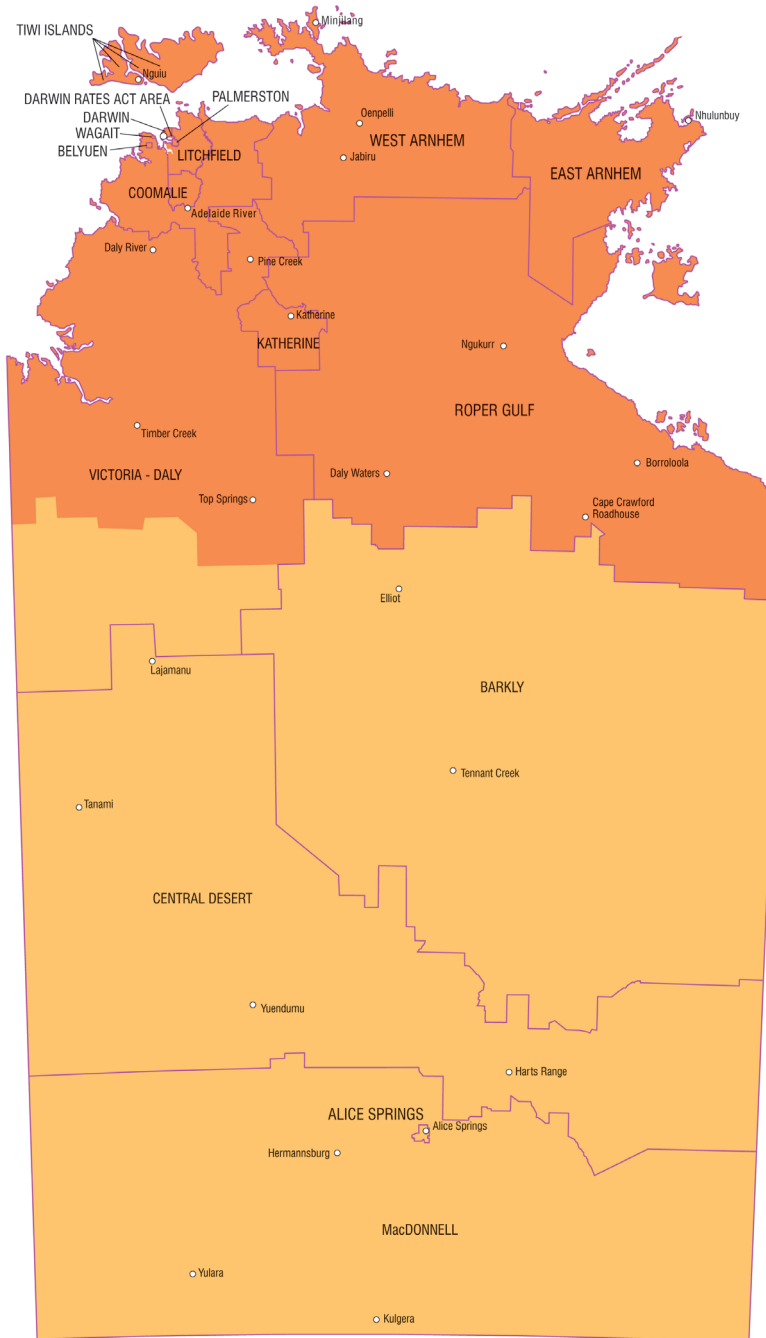 Minjilang
TIWI ISLANDS
Nguiu
DARWIN RATES ACT AREA
PALMERSTON
DARWIN
WAGAIT
BELYUEN
LITCHFIELD
Oenpelli
WEST ARNHEM
Jabiru
Nhulunbuy
EAST ARNHEM
COOMALIE
Adelaide River
Daly River
Pine Creek
Katherine
KATHERINE
Ngukurr
ROPER GULF
Timber Creek
VICTORIA - DALY
Top Springs
Daly Waters
Borroloola
Cape Crawford
Roadhouse
Elliot
Lajamanu
BARKLY
Tennant Creek
Tanami
CENTRAL DESERT
Yuendumu
Harts Range
ALICE SPRINGS
Alice Springs
Hermannsburg
MacDONNELL
Yulara
Kulgera